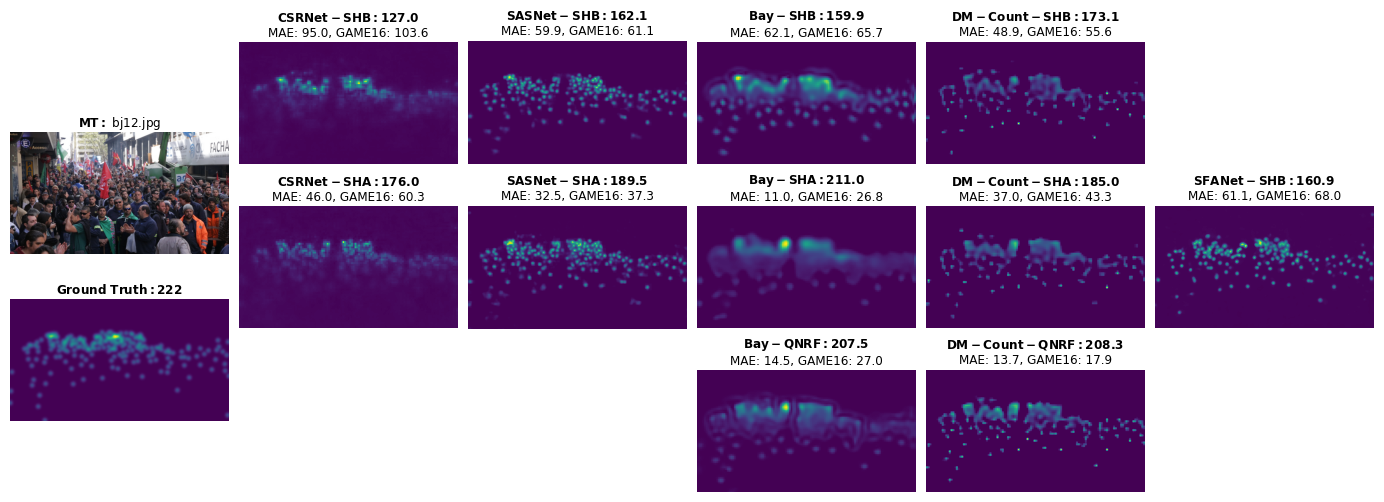 CSRNet − SHB : 127.0
MAE: 95.0, GAME16: 103.6
SASNet − SHB : 162.1
MAE: 59.9, GAME16: 61.1
Bay − SHB : 159.9
MAE: 62.1, GAME16: 65.7
DM − Count − SHB : 173.1
MAE: 48.9, GAME16: 55.6
MT : bj12.jpg
FACHA
CSRNet − SHA : 176.0
MAE: 46.0, GAME16: 60.3
SASNet − SHA : 189.5
MAE: 32.5, GAME16: 37.3
Bay − SHA : 211.0
MAE: 11.0, GAME16: 26.8
DM − Count − SHA : 185.0
MAE: 37.0, GAME16: 43.3
SFANet − SHB : 160.9
MAE: 61.1, GAME16: 68.0
Ground Truth : 222
Bay − QNRF : 207.5
MAE: 14.5, GAME16: 27.0
DM − Count − QNRF : 208.3
MAE: 13.7, GAME16: 17.9